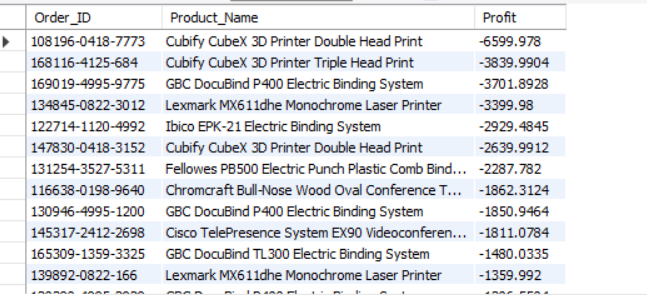 Order_ID Product_Name Profit
108196-0418-7773 Cubify CubeX 3D Printer Double Head Print -6599.978
168116-4125-684 Cubify CubeX 3D Printer Triple Head Print -3839.9904
169019-4995-9775 GBC DocuBind P400 Electric Binding System -3701.8928
134845-0822-3012 Lexmark MX611dhe Monochrome Laser Printer -3399.98
122714-1120-4992 Ibico EPK-21 Electric Binding System -2929.4845
147830-0418-3152 Cubify CubeX 3D Printer Double Head Print -2639.9912
131254-3527-5311 Fellowes PB500 Electric Punch Plastic Comb Bind... -2287.782
116638-0198-9640 Chromcraft Bull-Nose Wood Oval Conference T... -1862.3124
130946-4995-1200 GBC DocuBind P400 Electric Binding System -1850.9464
145317-2412-2698 Cisco TelePresence System EX90 Videoconferen... -1811.0784
165309-1359-3325 GBC DocuBind TL300 Electric Binding System -1480.0335
139892-0822-166 Lexmark MX611dhe Monochrome Laser Printer -1359.992